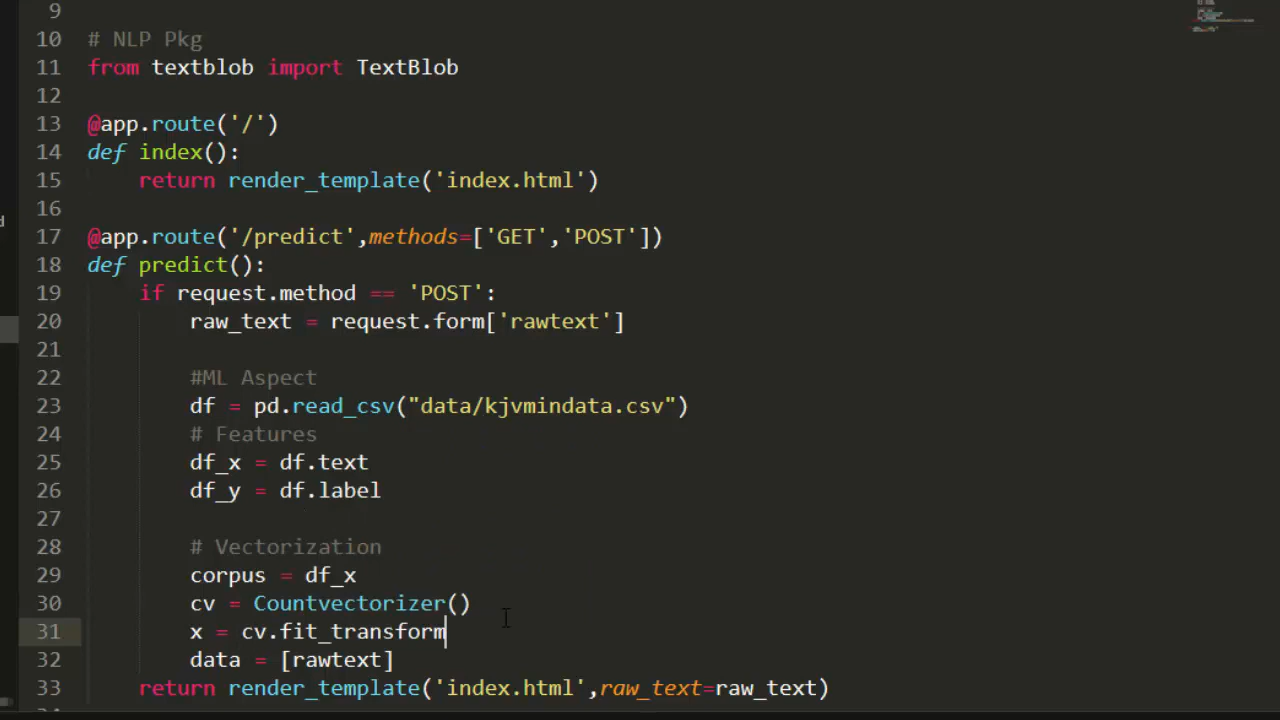 9
10 # NLP Pkg
11 from textblob import TextBlob
12
13 @app.route('/')
14 def index():
15     return render_template('index.html')
16
17 @app.route('/predict',methods=['GET','POST'])
18 def predict():
19     if request.method == 'POST':
20         raw_text = request.form['rawtext']
21
22         #ML Aspect
23         df = pd.read_csv("data/kjvmindata.csv")
24         # Features
25         df_x = df.text
26         df_y = df.label
27
28         # Vectorization
29         corpus = df_x
30         cv = Countvectorizer()
31         x = cv.fit_transform
32         data = [rawtext]
33     return render_template('index.html',raw_text=raw_text)